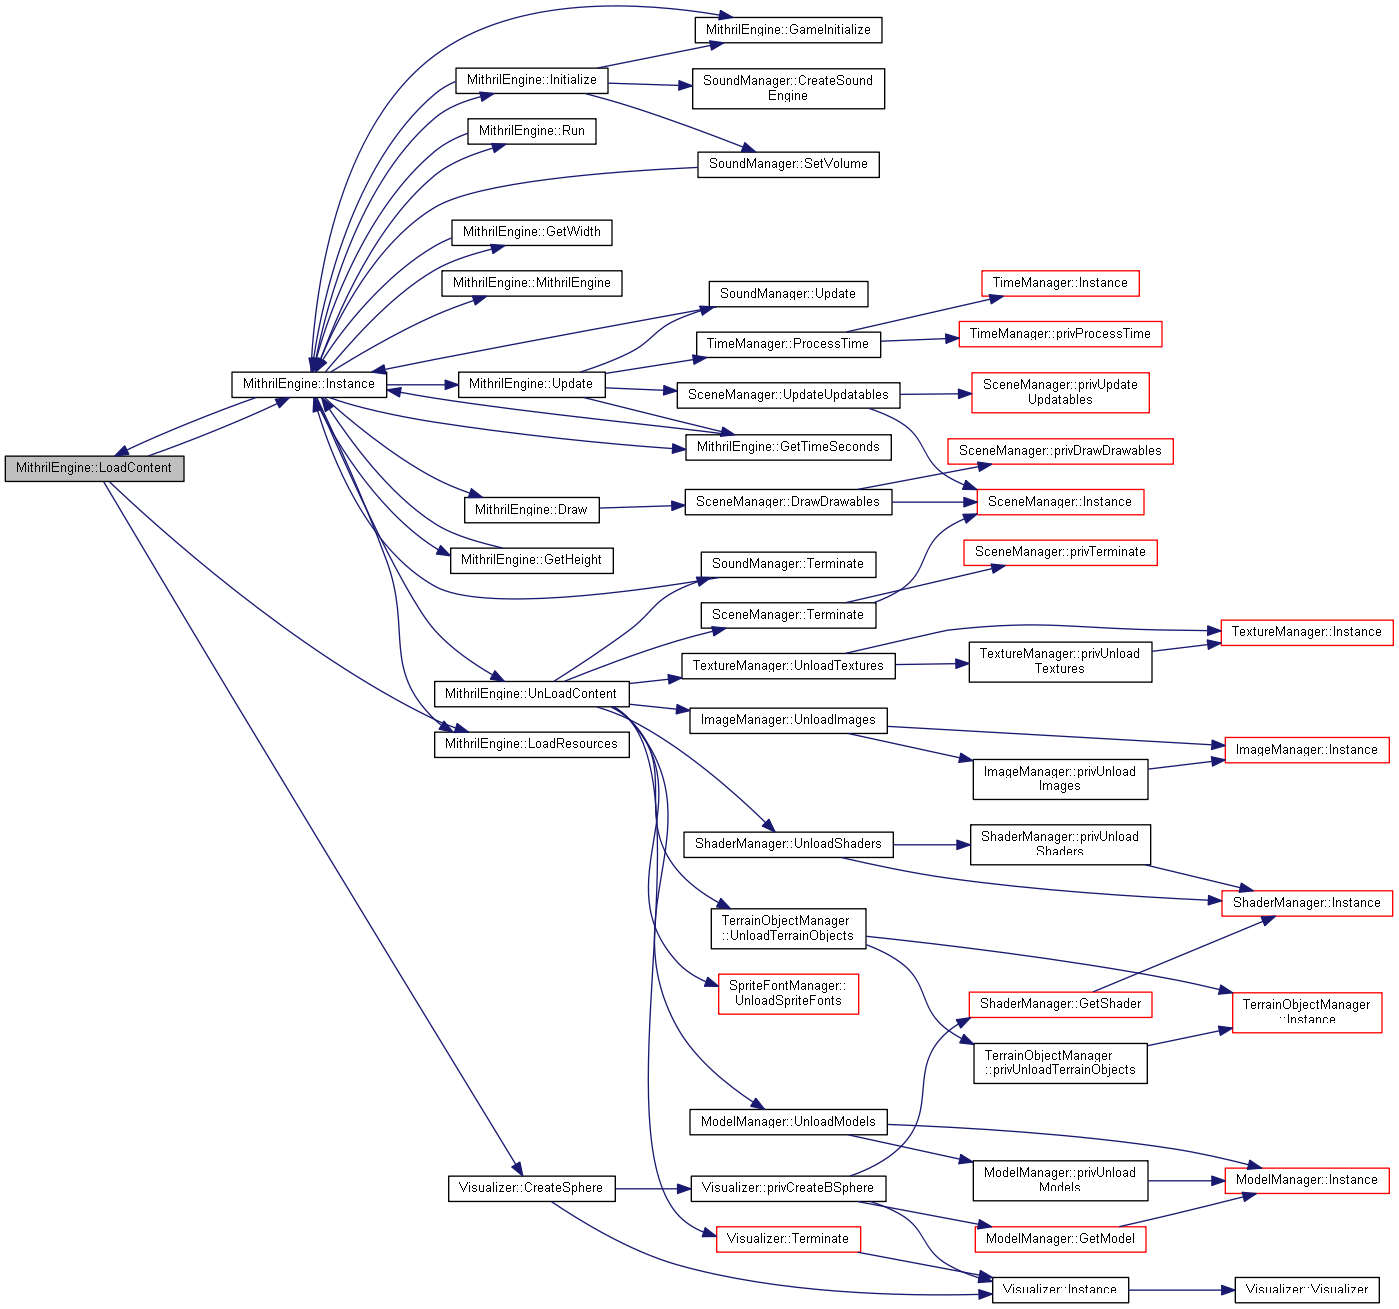 MithrilEngine::GameInitialize
MithrilEngine::Initialize
SoundManager::CreateSound
Engine
MithrilEngine::Run
SoundManager::SetVolume
MithrilEngine::GetWidth
MithrilEngine::MithrilEngine
SoundManager::Update
TimeManager::Instance
TimeManager::ProcessTime
TimeManager::privProcessTime
MithrilEngine::Instance
MithrilEngine::Update
SceneManager::UpdateUpdatables
SceneManager::privUpdate
Updatables
MithrilEngine::GetTimeSeconds
SceneManager::privDrawDrawables
MithrilEngine::LoadContent
MithrilEngine::Draw
SceneManager::DrawDrawables
SceneManager::Instance
MithrilEngine::GetHeight
SoundManager::Terminate
SceneManager::privTerminate
SceneManager::Terminate
TextureManager::Instance
TextureManager::UnloadTextures
TextureManager::privUnload
Textures
MithrilEngine::UnLoadContent
ImageManager::UnloadImages
MithrilEngine::LoadResources
ImageManager::Instance
ImageManager::privUnload
Images
ShaderManager::UnloadShaders
ShaderManager::privUnload
Shaders
ShaderManager::Instance
TerrainObjectManager
::UnloadTerrainObjects
SpriteFontManager::
UnloadSpriteFonts
ShaderManager::GetShader
TerrainObjectManager
::Instance
TerrainObjectManager
::privUnloadTerrainObjects
ModelManager::UnloadModels
ModelManager::privUnload
Models
ModelManager::Instance
Visualizer::CreateSphere
Visualizer::privCreateBSphere
Visualizer::Terminate
ModelManager::GetModel
Visualizer::Instance
Visualizer::Visualizer